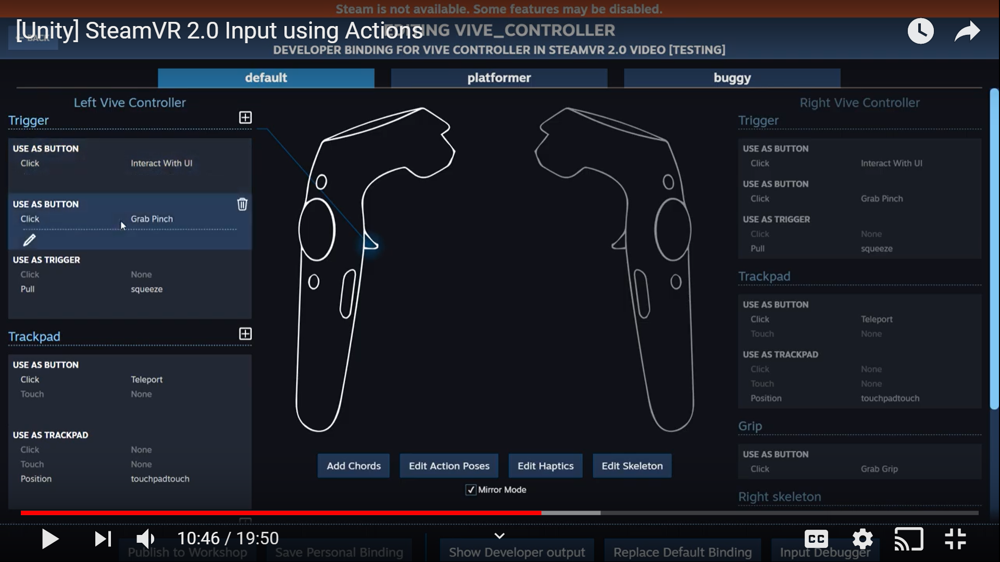 Steam is not available. Some features may be disabled.
[Unity] SteamVR 2.0 Input using Actions
BACK
EDITING VIVE_CONTROLLER
DEVELOPER BINDING FOR VIVE CONTROLLER IN STEAMVR 2.0 VIDEO [TESTING]
default
platformer
buggy
Left Vive Controller
Trigger
USE AS BUTTON
Click Interact With UI
USE AS BUTTON
Click Grab Pinch
USE AS TRIGGER
Click None
Pull squeeze
Trackpad
USE AS BUTTON
Click Teleport
Touch None
USE AS TRACKPAD
Click None
Touch None
Position touchpadtouch
Add Chords
Edit Action Poses
Edit Haptics
Edit Skeleton
Mirror Mode
Right Vive Controller
Trigger
USE AS BUTTON
Click Interact With UI
USE AS BUTTON
Click Grab Pinch
USE AS TRIGGER
Click None
Pull squeeze
Trackpad
USE AS BUTTON
Click Teleport
Touch None
USE AS TRACKPAD
Click None
Touch None
Position touchpadtouch
Grip
USE AS BUTTON
Click Grab Grip
Right skeleton
10:46 / 19:50
CC
Publish to Workshop
Save Personal Binding
Show Developer output
Replace Default Binding
Input Debugger